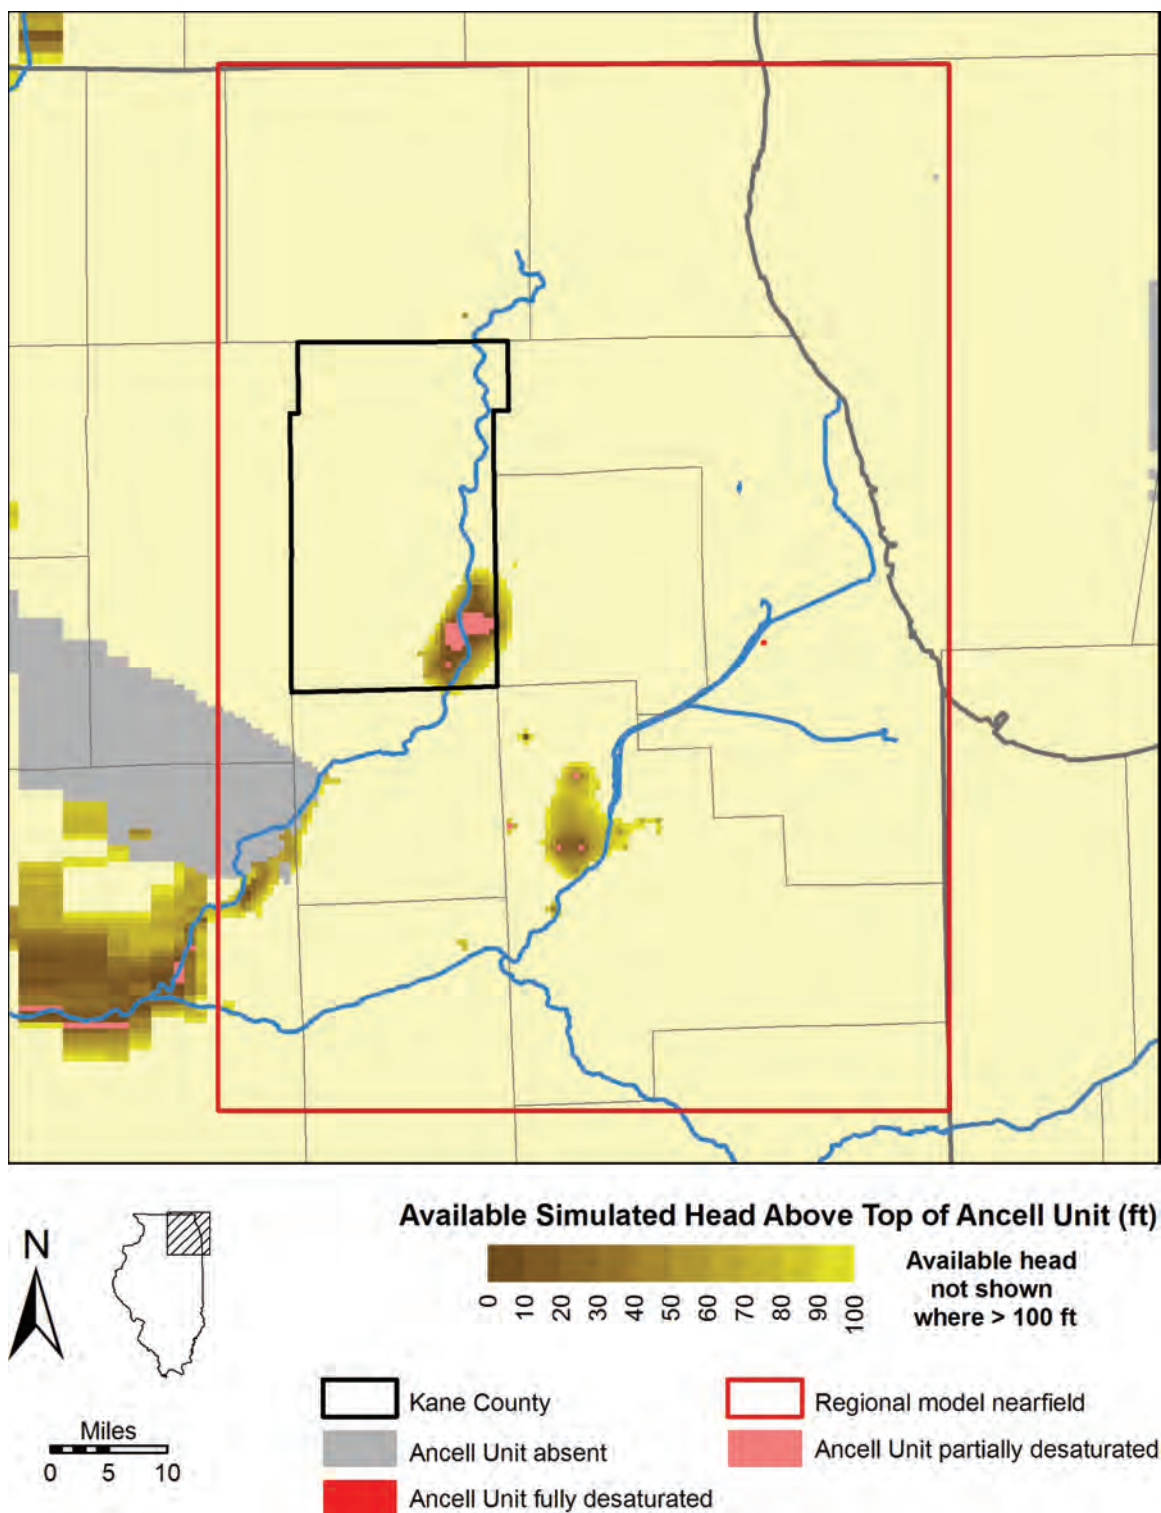 Available Simulated Head Above Top of Ancell Unit (ft)
N
0 10 20 30 40 50 60 70 80 90 100
Available head
not shown
where > 100 ft
Miles
0 5 10
Kane County
Regional model nearfield
Ancell Unit absent
Ancell Unit partially desaturated
Ancell Unit fully desaturated